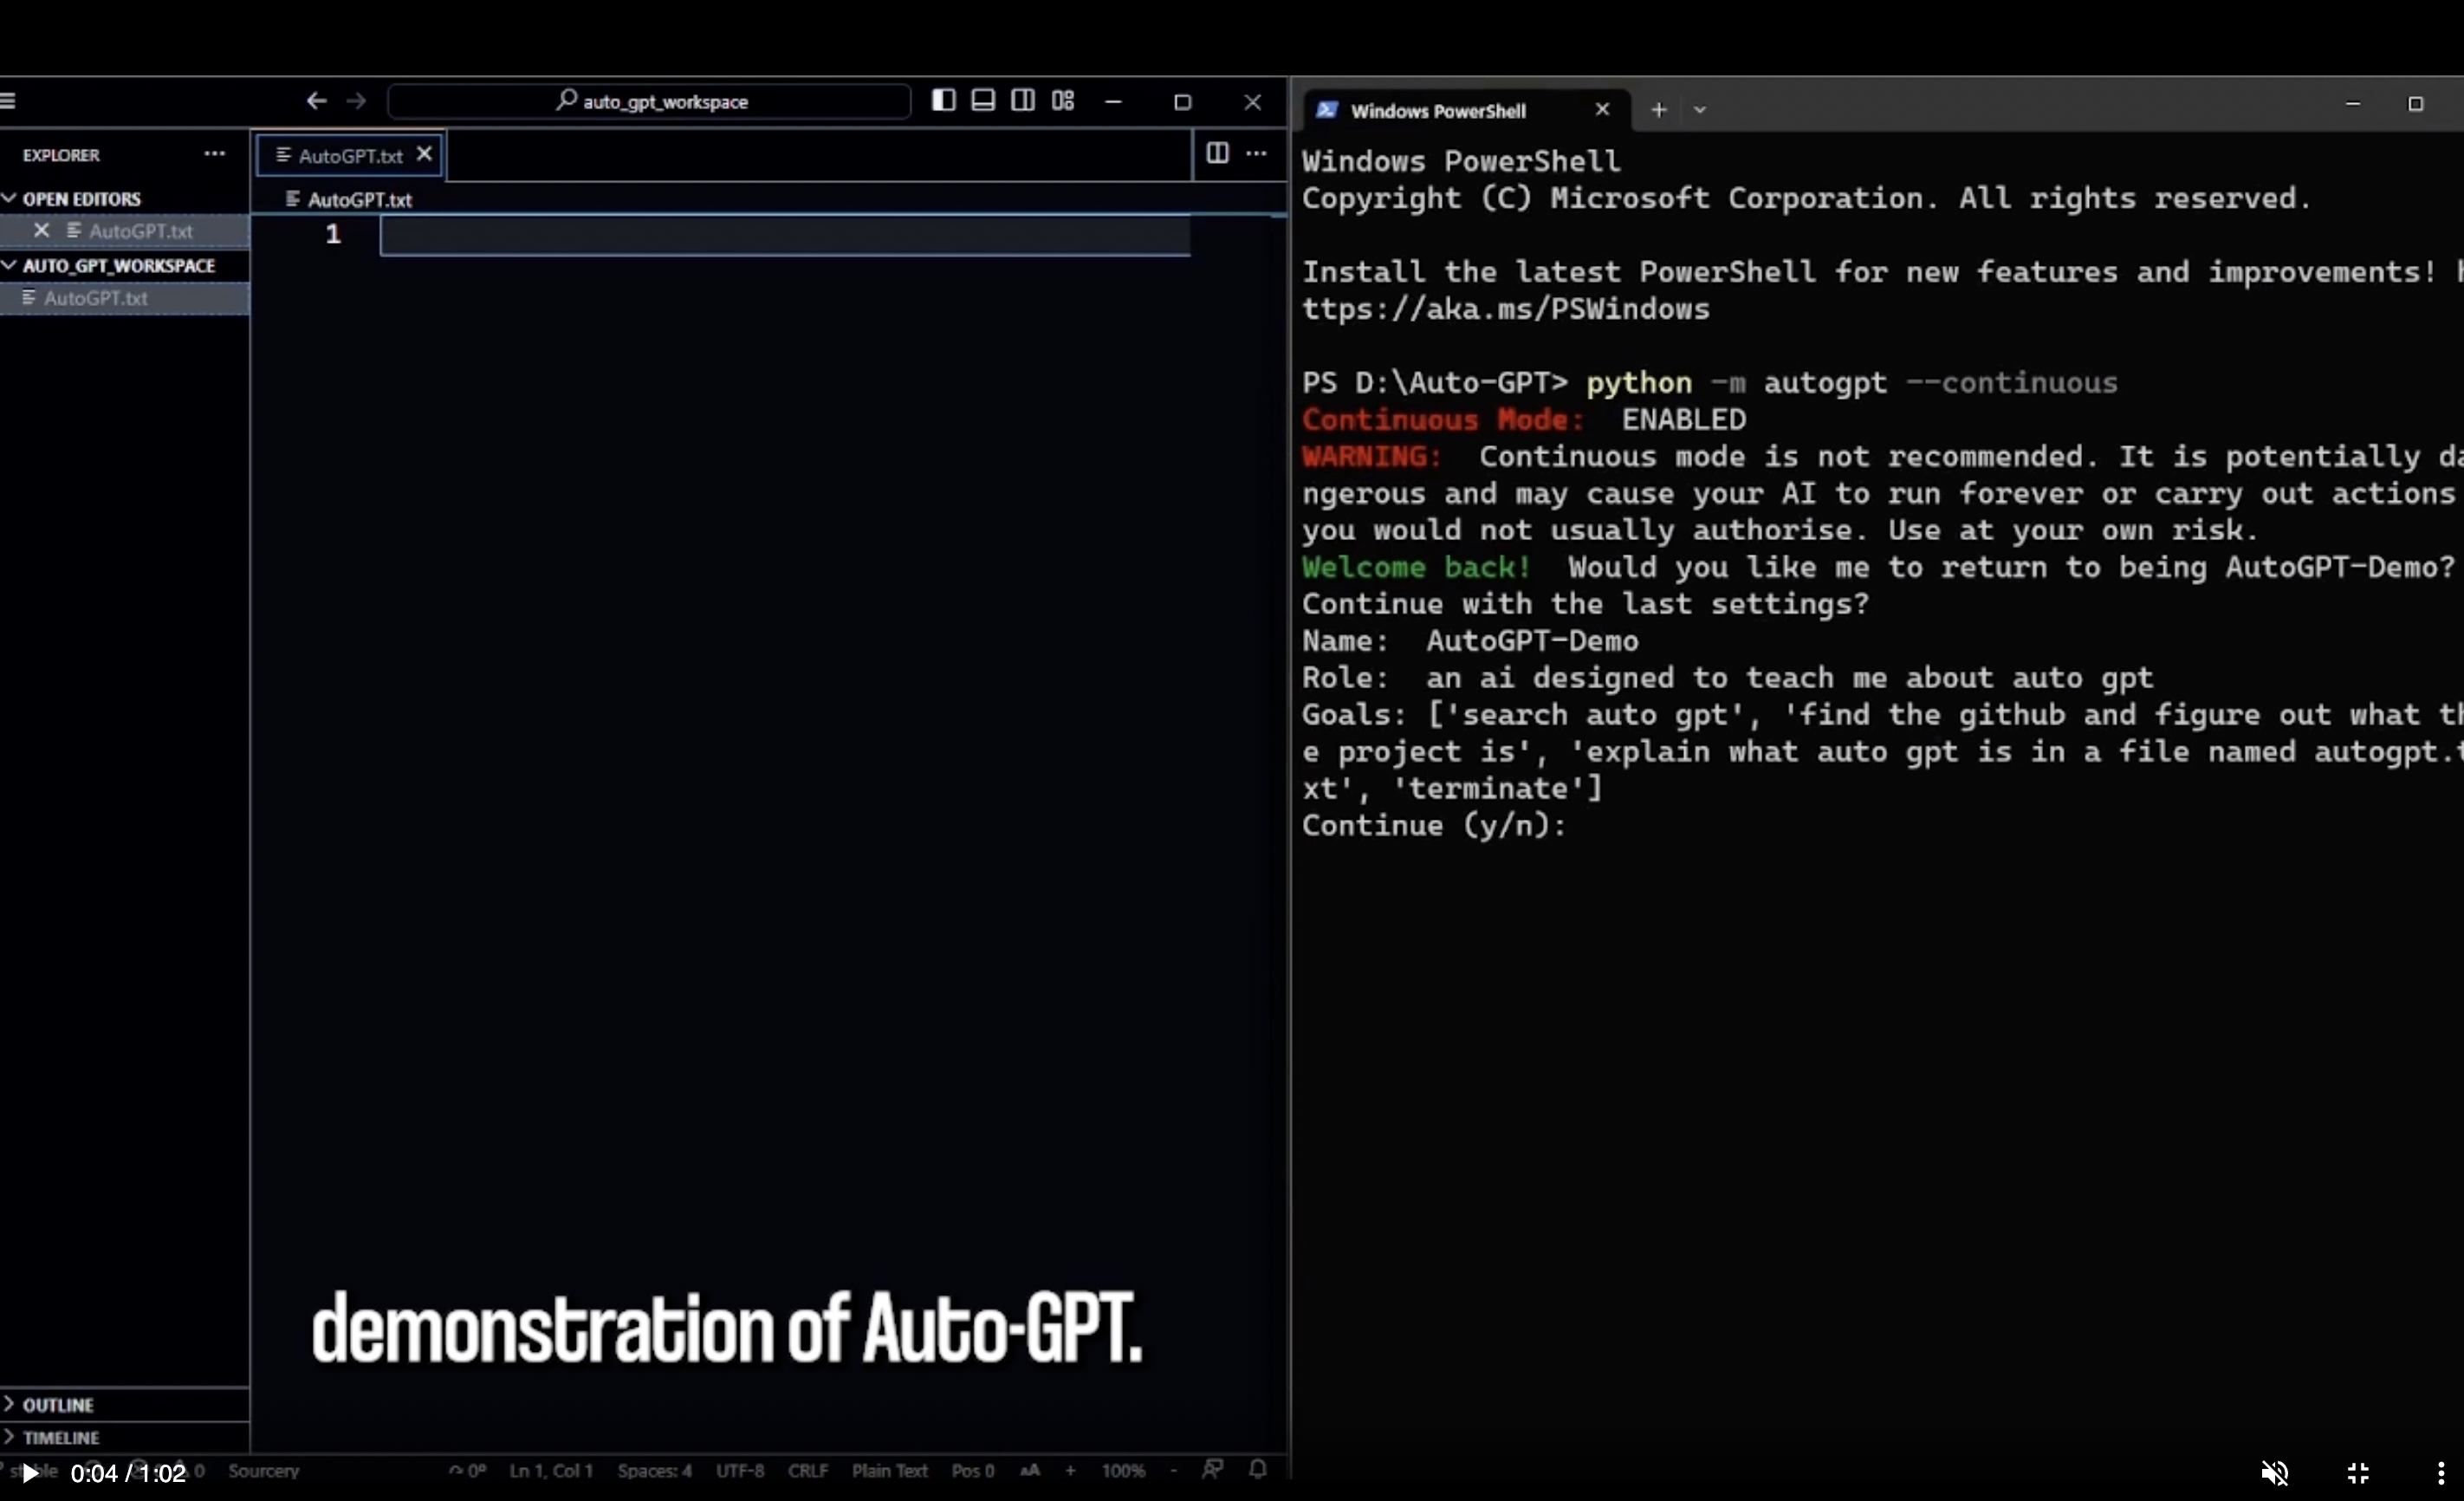 auto_gpt_workspace
EXPLORER
AutoGPT.txt
OPEN EDITORS
AutoGPT.txt
AutoGPT.txt
1
AUTO_GPT_WORKSPACE
AutoGPT.txt
demonstration of Auto-GPT.
OUTLINE
TIMELINE
0:04 / 1:02
0
Sourcery
0°
Ln 1, Col 1
Spaces: 4
UTF-8
CRLF
Plain Text
Pos 0
aA
+
100%
-
Windows PowerShell
Windows PowerShell
Copyright (C) Microsoft Corporation. All rights reserved.
Install the latest PowerShell for new features and improvements! h
ttps://aka.ms/PSWindows
PS D:\Auto-GPT> python -m autogpt --continuous
Continuous Mode:  ENABLED
WARNING:  Continuous mode is not recommended. It is potentially da
ngerous and may cause your AI to run forever or carry out actions
you would not usually authorise. Use at your own risk.
Welcome back!  Would you like me to return to being AutoGPT-Demo?
Continue with the last settings?
Name:  AutoGPT-Demo
Role:  an ai designed to teach me about auto gpt
Goals: ['search auto gpt', 'find the github and figure out what th
e project is', 'explain what auto gpt is in a file named autogpt.t
xt', 'terminate']
Continue (y/n):